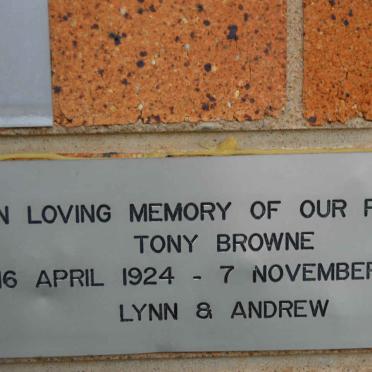 N LOVING MEMORY OF OUR
TONY BROWNE
16 APRIL 1924 - 7 NOVEMBER
LYNN & ANDREW